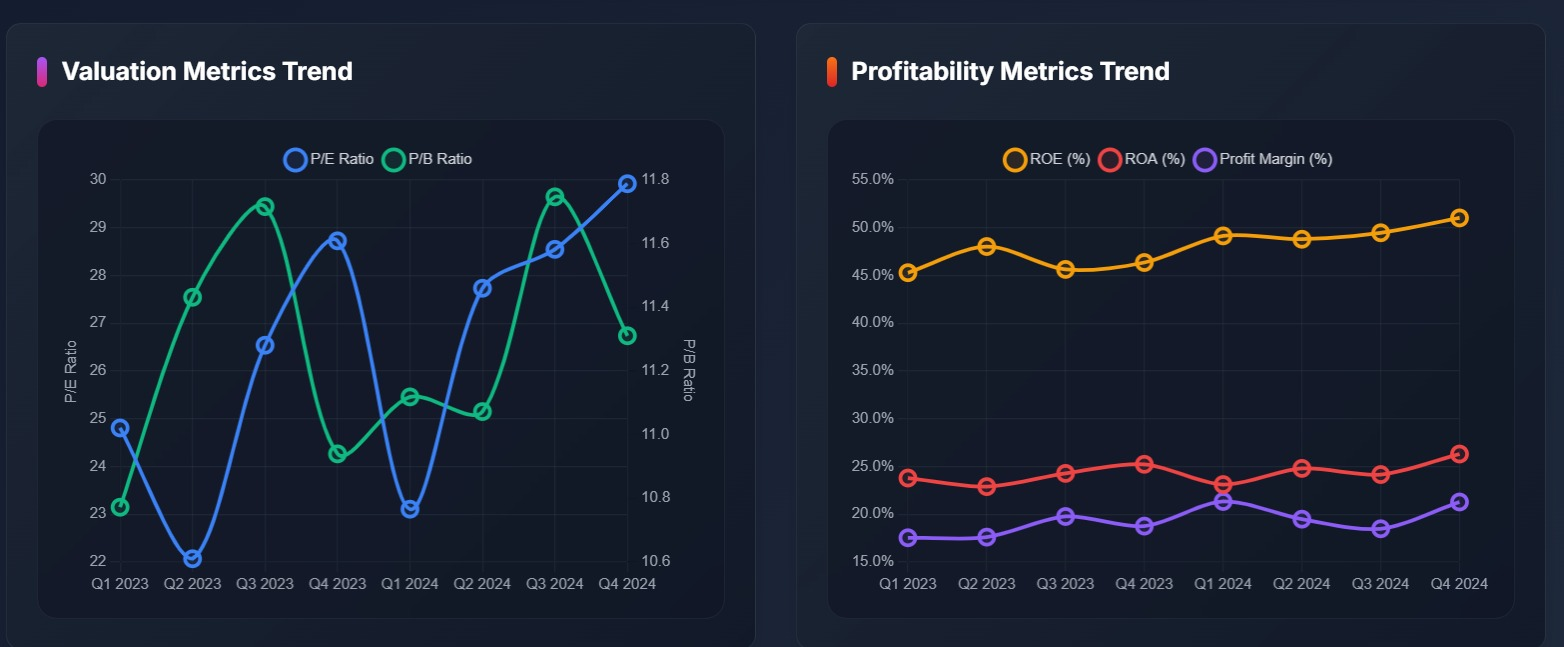 Valuation Metrics Trend
P/E Ratio P/B Ratio
30 11.8
29
11.6
28
11.4
27
26 11.2
25
11.0
24
10.8
23
22 10.6
P/E Ratio
P/B Ratio
Q1 2023 Q2 2023 Q3 2023 Q4 2023 Q1 2024 Q2 2024 Q3 2024 Q4 2024
Profitability Metrics Trend
ROE (%) ROA (%) Profit Margin (%)
55.0%
50.0%
45.0%
40.0%
35.0%
30.0%
25.0%
20.0%
15.0%
Q1 2023 Q2 2023 Q3 2023 Q4 2023 Q1 2024 Q2 2024 Q3 2024 Q4 2024